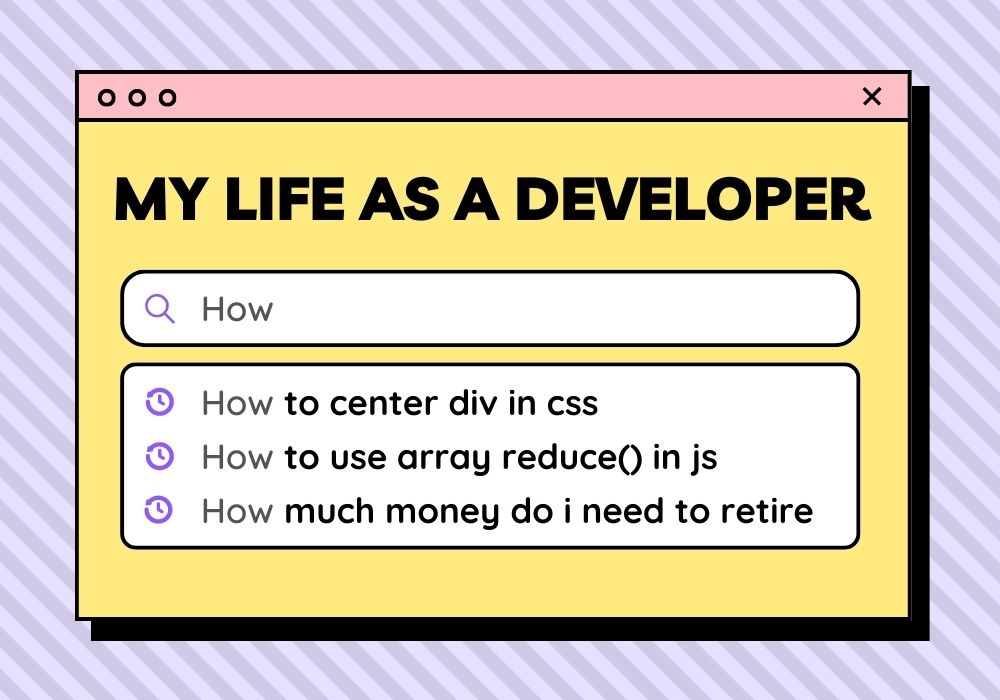 MY LIFE AS A DEVELOPER
How
How to center div in css
How to use array reduce() in js
How much money do i need to retire